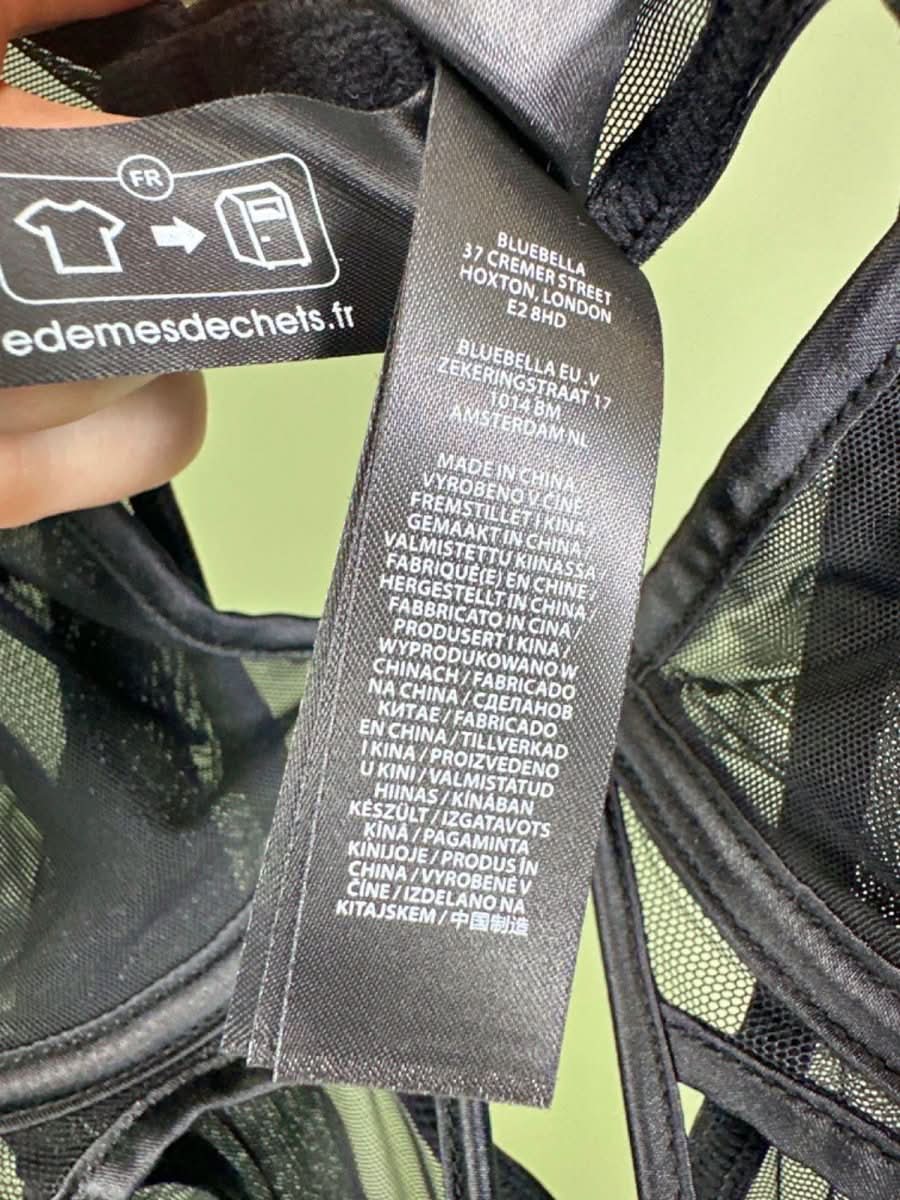 FR
edemesdechets.fr
BLUEBELLA
37 CREMER STREET
HOXTON, LONDON
E2 8HD
BLUEBELLA EU .V
ZEKERINGSTRAAT 17
1014 BM
AMSTERDAM NL
MADE IN CHINA
VYROBENO V CINE
FREMSTILLET I KINA
GEMAAKT IN CHINA
VALMISTETTU KIINASSA
FABRIQUÉ(E) EN CHINE
HERGESTELLT IN CHINA/
FABBRICATO IN CINA /
PRODUSERT I KINA /
WYPRODUKOWANO W
CHINACH / FABRICADO
NA CHINA / СДЕЛАНОВ
КИТАЕ / FABRICADO
EN CHINA / TILLVERKAD
I KINA / PROIZVEDENO
U KINI / VALMISTATUD
HIINAS / KÍNÁBAN
KÉSZÜLT / IZGATAVOTS
ĶĪNĀ / PAGAMINTA
KINIJOJE / PRODUS ÎN
CHINA / VYROBENÉ V
ČÍNE / IZDELANO NA
KITAJSKEM / 中国制造